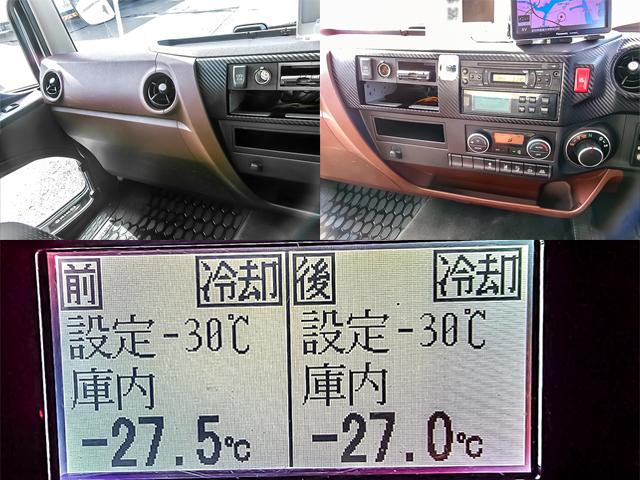 前 冷却 後 冷却
設定 -30℃ 設定 -30℃
庫内 庫内
-27.5℃ -27.0℃